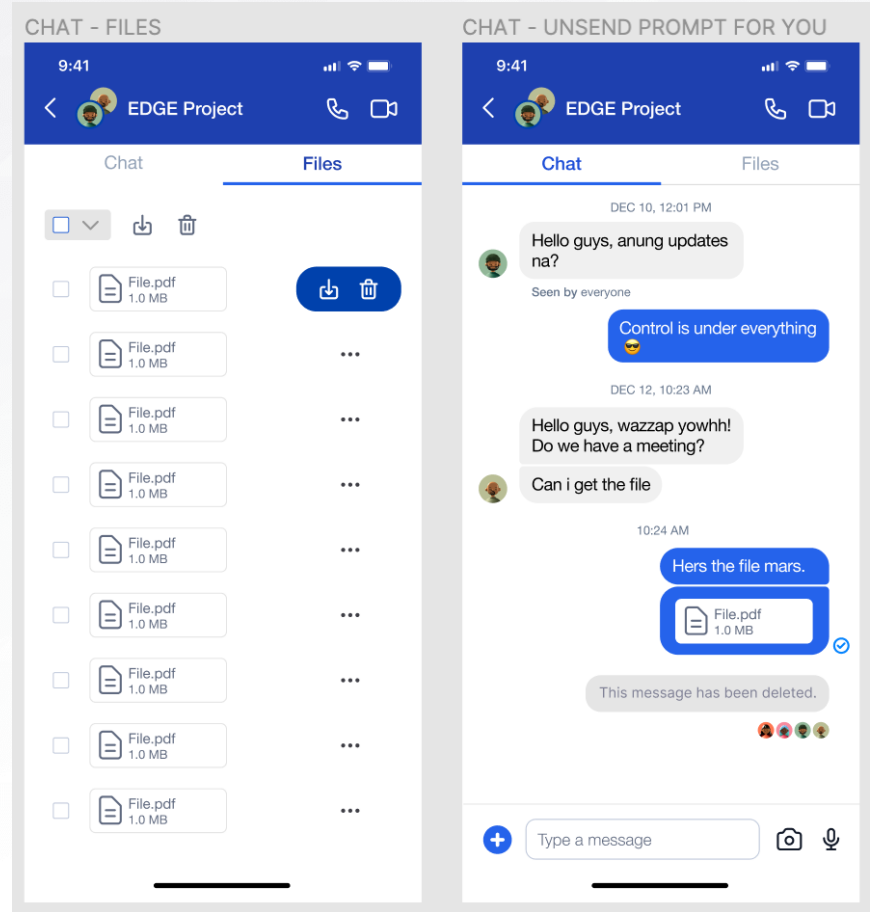 CHAT - FILES
9:41
EDGE Project
Chat
Files
File.pdf
1.0 MB
File.pdf
1.0 MB
File.pdf
1.0 MB
File.pdf
1.0 MB
File.pdf
1.0 MB
File.pdf
1.0 MB
File.pdf
1.0 MB
File.pdf
1.0 MB
File.pdf
1.0 MB
CHAT - UNSEND PROMPT FOR YOU
9:41
EDGE Project
Chat
Files
DEC 10, 12:01 PM
Hello guys, anung updates
na?
Seen by everyone
Control is under everything
😎
DEC 12, 10:23 AM
Hello guys, wazzap yowhh!
Do we have a meeting?
Can i get the file
10:24 AM
Hers the file mars.
File.pdf
1.0 MB
This message has been deleted.
Type a message